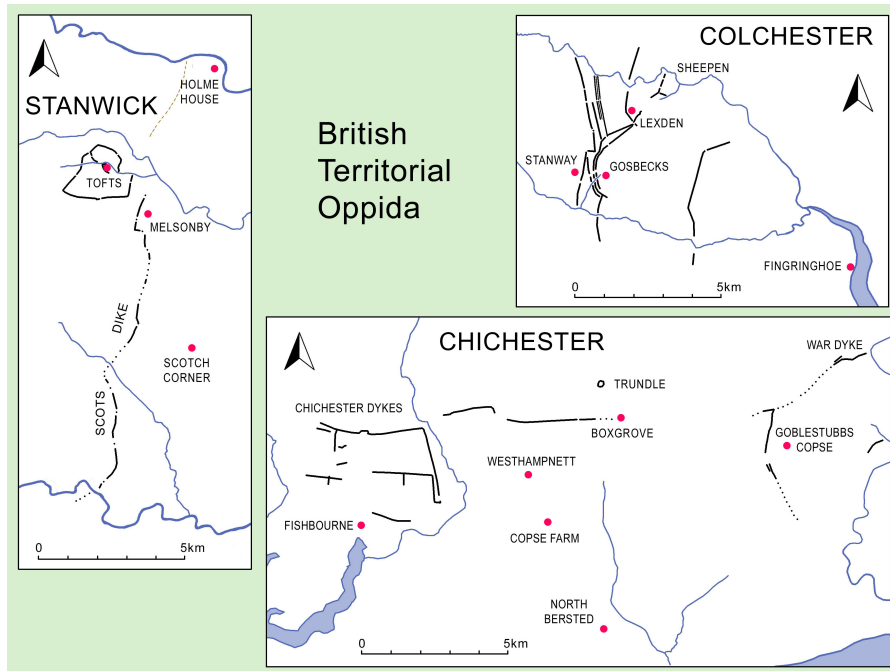 British
Territorial
Oppida
STANWICK
HOLME
HOUSE
TOFTS
MELSONBY
DIKE
SCOTCH
CORNER
SCOTS
0
5km
COLCHESTER
SHEEPEN
LEXDEN
STANWAY
GOSBECKS
FINGRINGHOE
0
5km
CHICHESTER
WAR DYKE
TRUNDLE
CHICHESTER DYKES
BOXGROVE
GOBLESTUBBS
COPSE
WESTHAMPNETT
FISHBOURNE
COPSE FARM
NORTH
BERSTED
0
5km